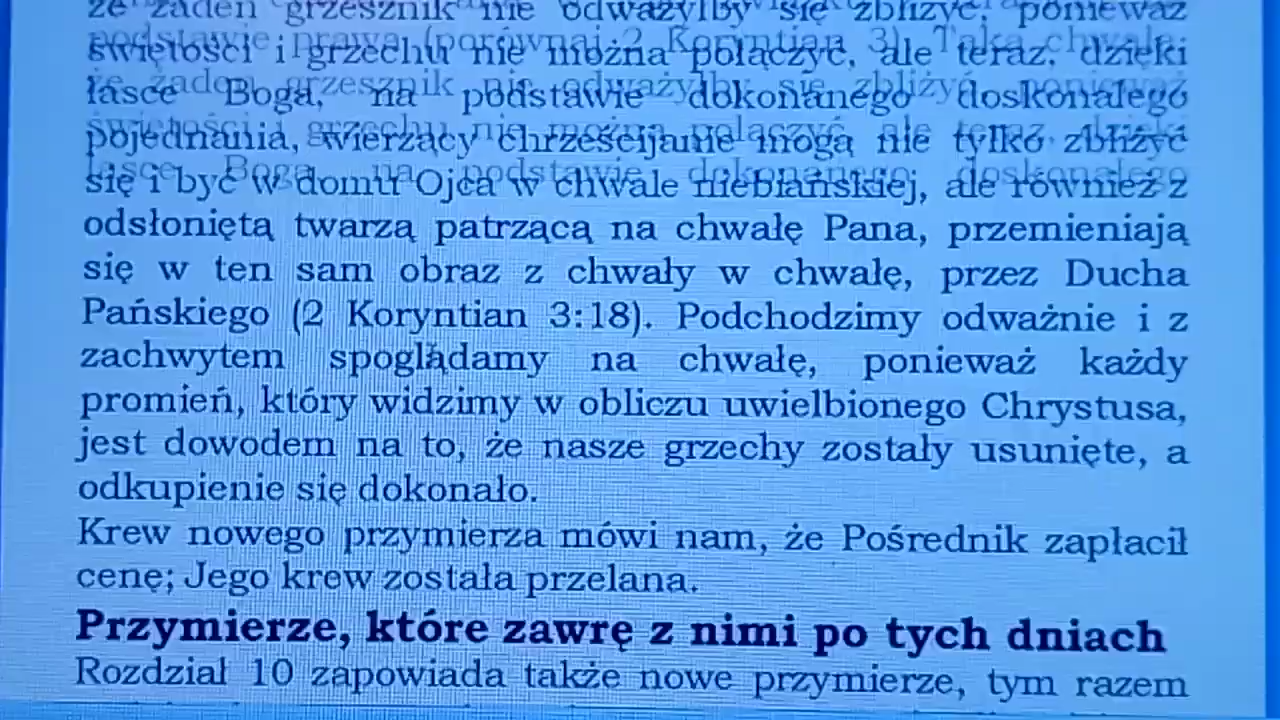 że żaden grzesznik nie odważyłby się zbliżyć, ponieważ
świętości i grzechu nie można połączyć, ale teraz, dzięki
łasce Boga, na podstawie dokonanego doskonałego
pojednania, wierzący chrześcijanie mogą nie tylko zbliżyć
się i być w domu Ojca w chwale niebiańskiej, ale również z
odsłoniętą twarzą patrzącą na chwałę Pana, przemieniają
się w ten sam obraz z chwały w chwałę, przez Ducha
Pańskiego (2 Koryntian 3:18). Podchodzimy odważnie i z
zachwytem spoglądamy na chwałę, ponieważ każdy
promień, który widzimy w obliczu uwielbionego Chrystusa,
jest dowodem na to, że nasze grzechy zostały usunięte, a
odkupienie się dokonało.
Krew nowego przymierza mówi nam, że Pośrednik zapłacił
cenę; Jego krew została przelana.
Przymierze, które zawrę z nimi po tych dniach
Rozdział 10 zapowiada także nowe przymierze, tym razem